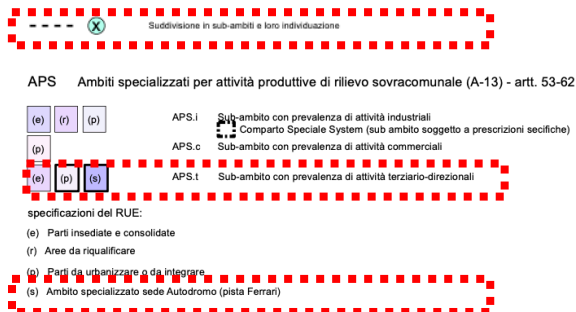 X Suddivisione in sub-ambiti e loro individuazione
APS Ambiti specializzati per attività produttive di rilievo sovracomunale (A-13) - artt. 53-62
(e) (r) (p) APS.i Sub-ambito con prevalenza di attività industriali
Comparto Speciale System (sub ambito soggetto a prescrizioni secifiche)
(p) APS.c Sub-ambito con prevalenza di attività commerciali
(e) (p) (s) APS.t Sub-ambito con prevalenza di attività terziario-direzionali
specificazioni del RUE:
(e) Parti insediate e consolidate
(r) Aree da riqualificare
(p) Parti da urbanizzare o da integrare
(s) Ambito specializzato sede Autodromo (pista Ferrari)